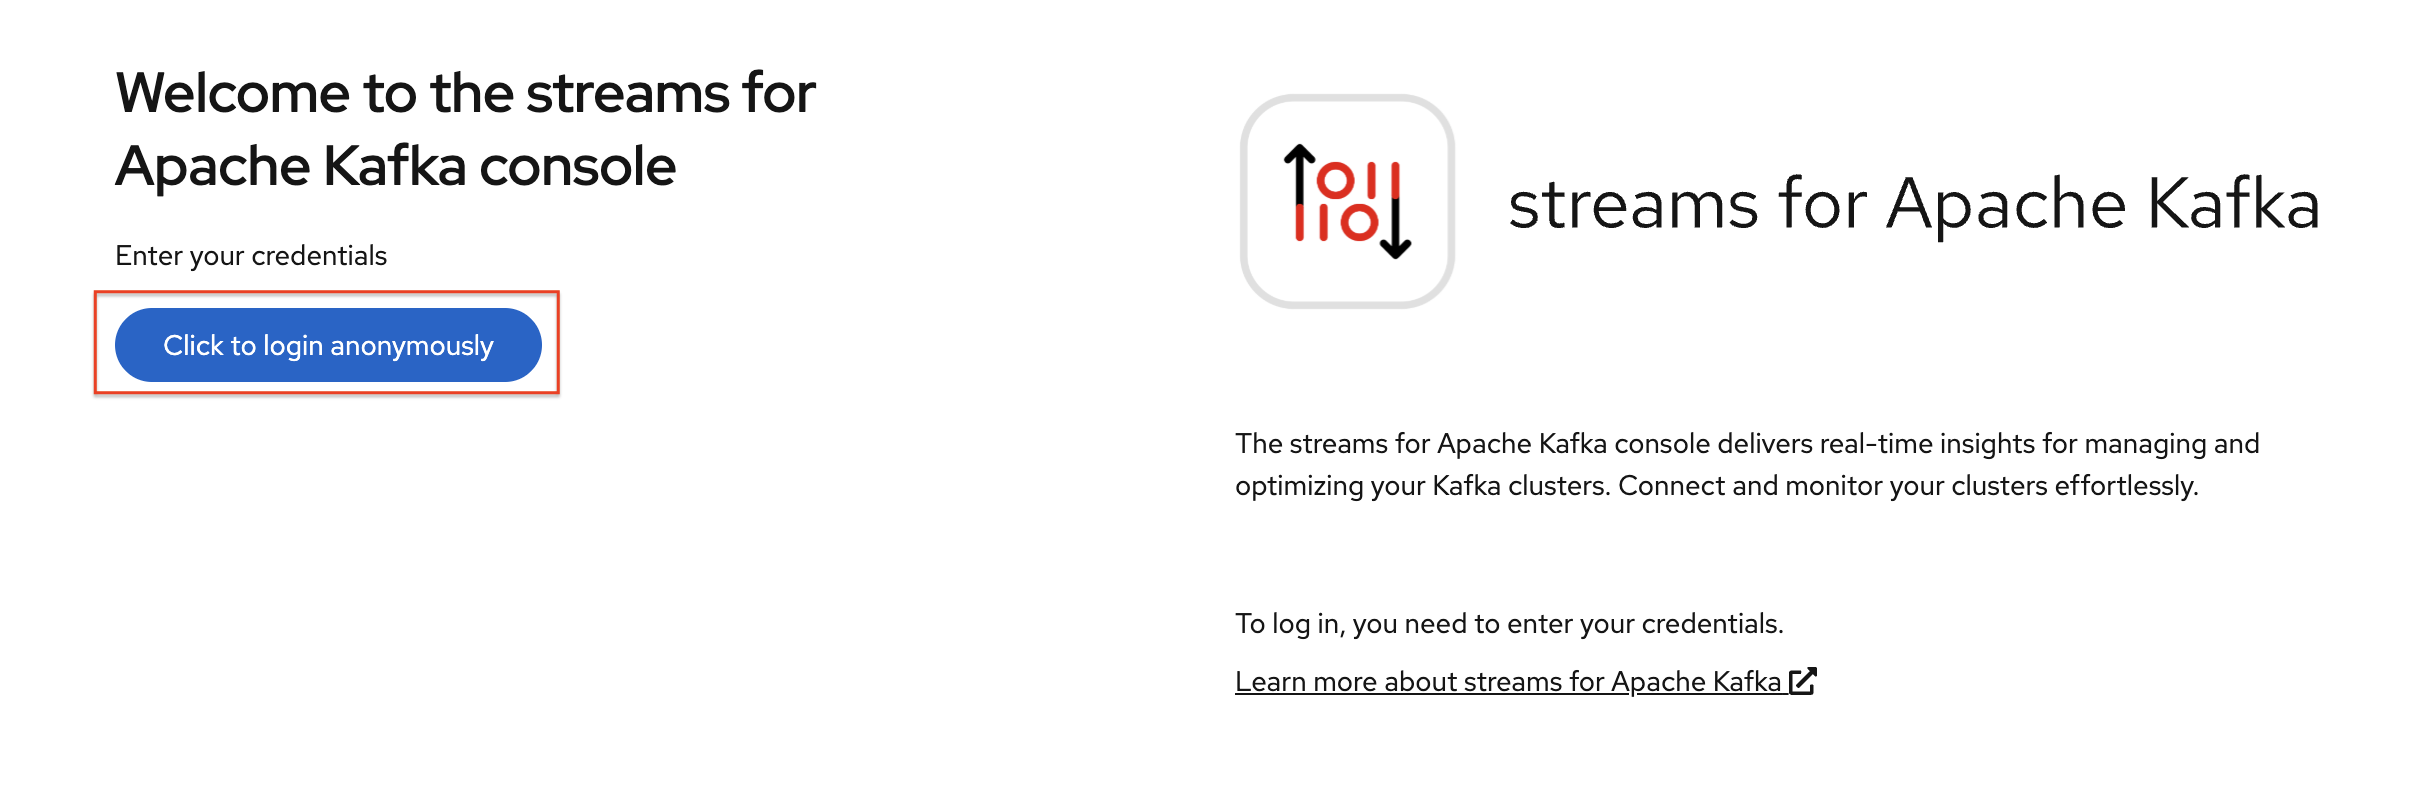 Welcome to the streams for
Apache Kafka console
Enter your credentials
Click to login anonymously
streams for Apache Kafka
The streams for Apache Kafka console delivers real-time insights for managing and
optimizing your Kafka clusters. Connect and monitor your clusters effortlessly.
To log in, you need to enter your credentials.
Learn more about streams for Apache Kafka